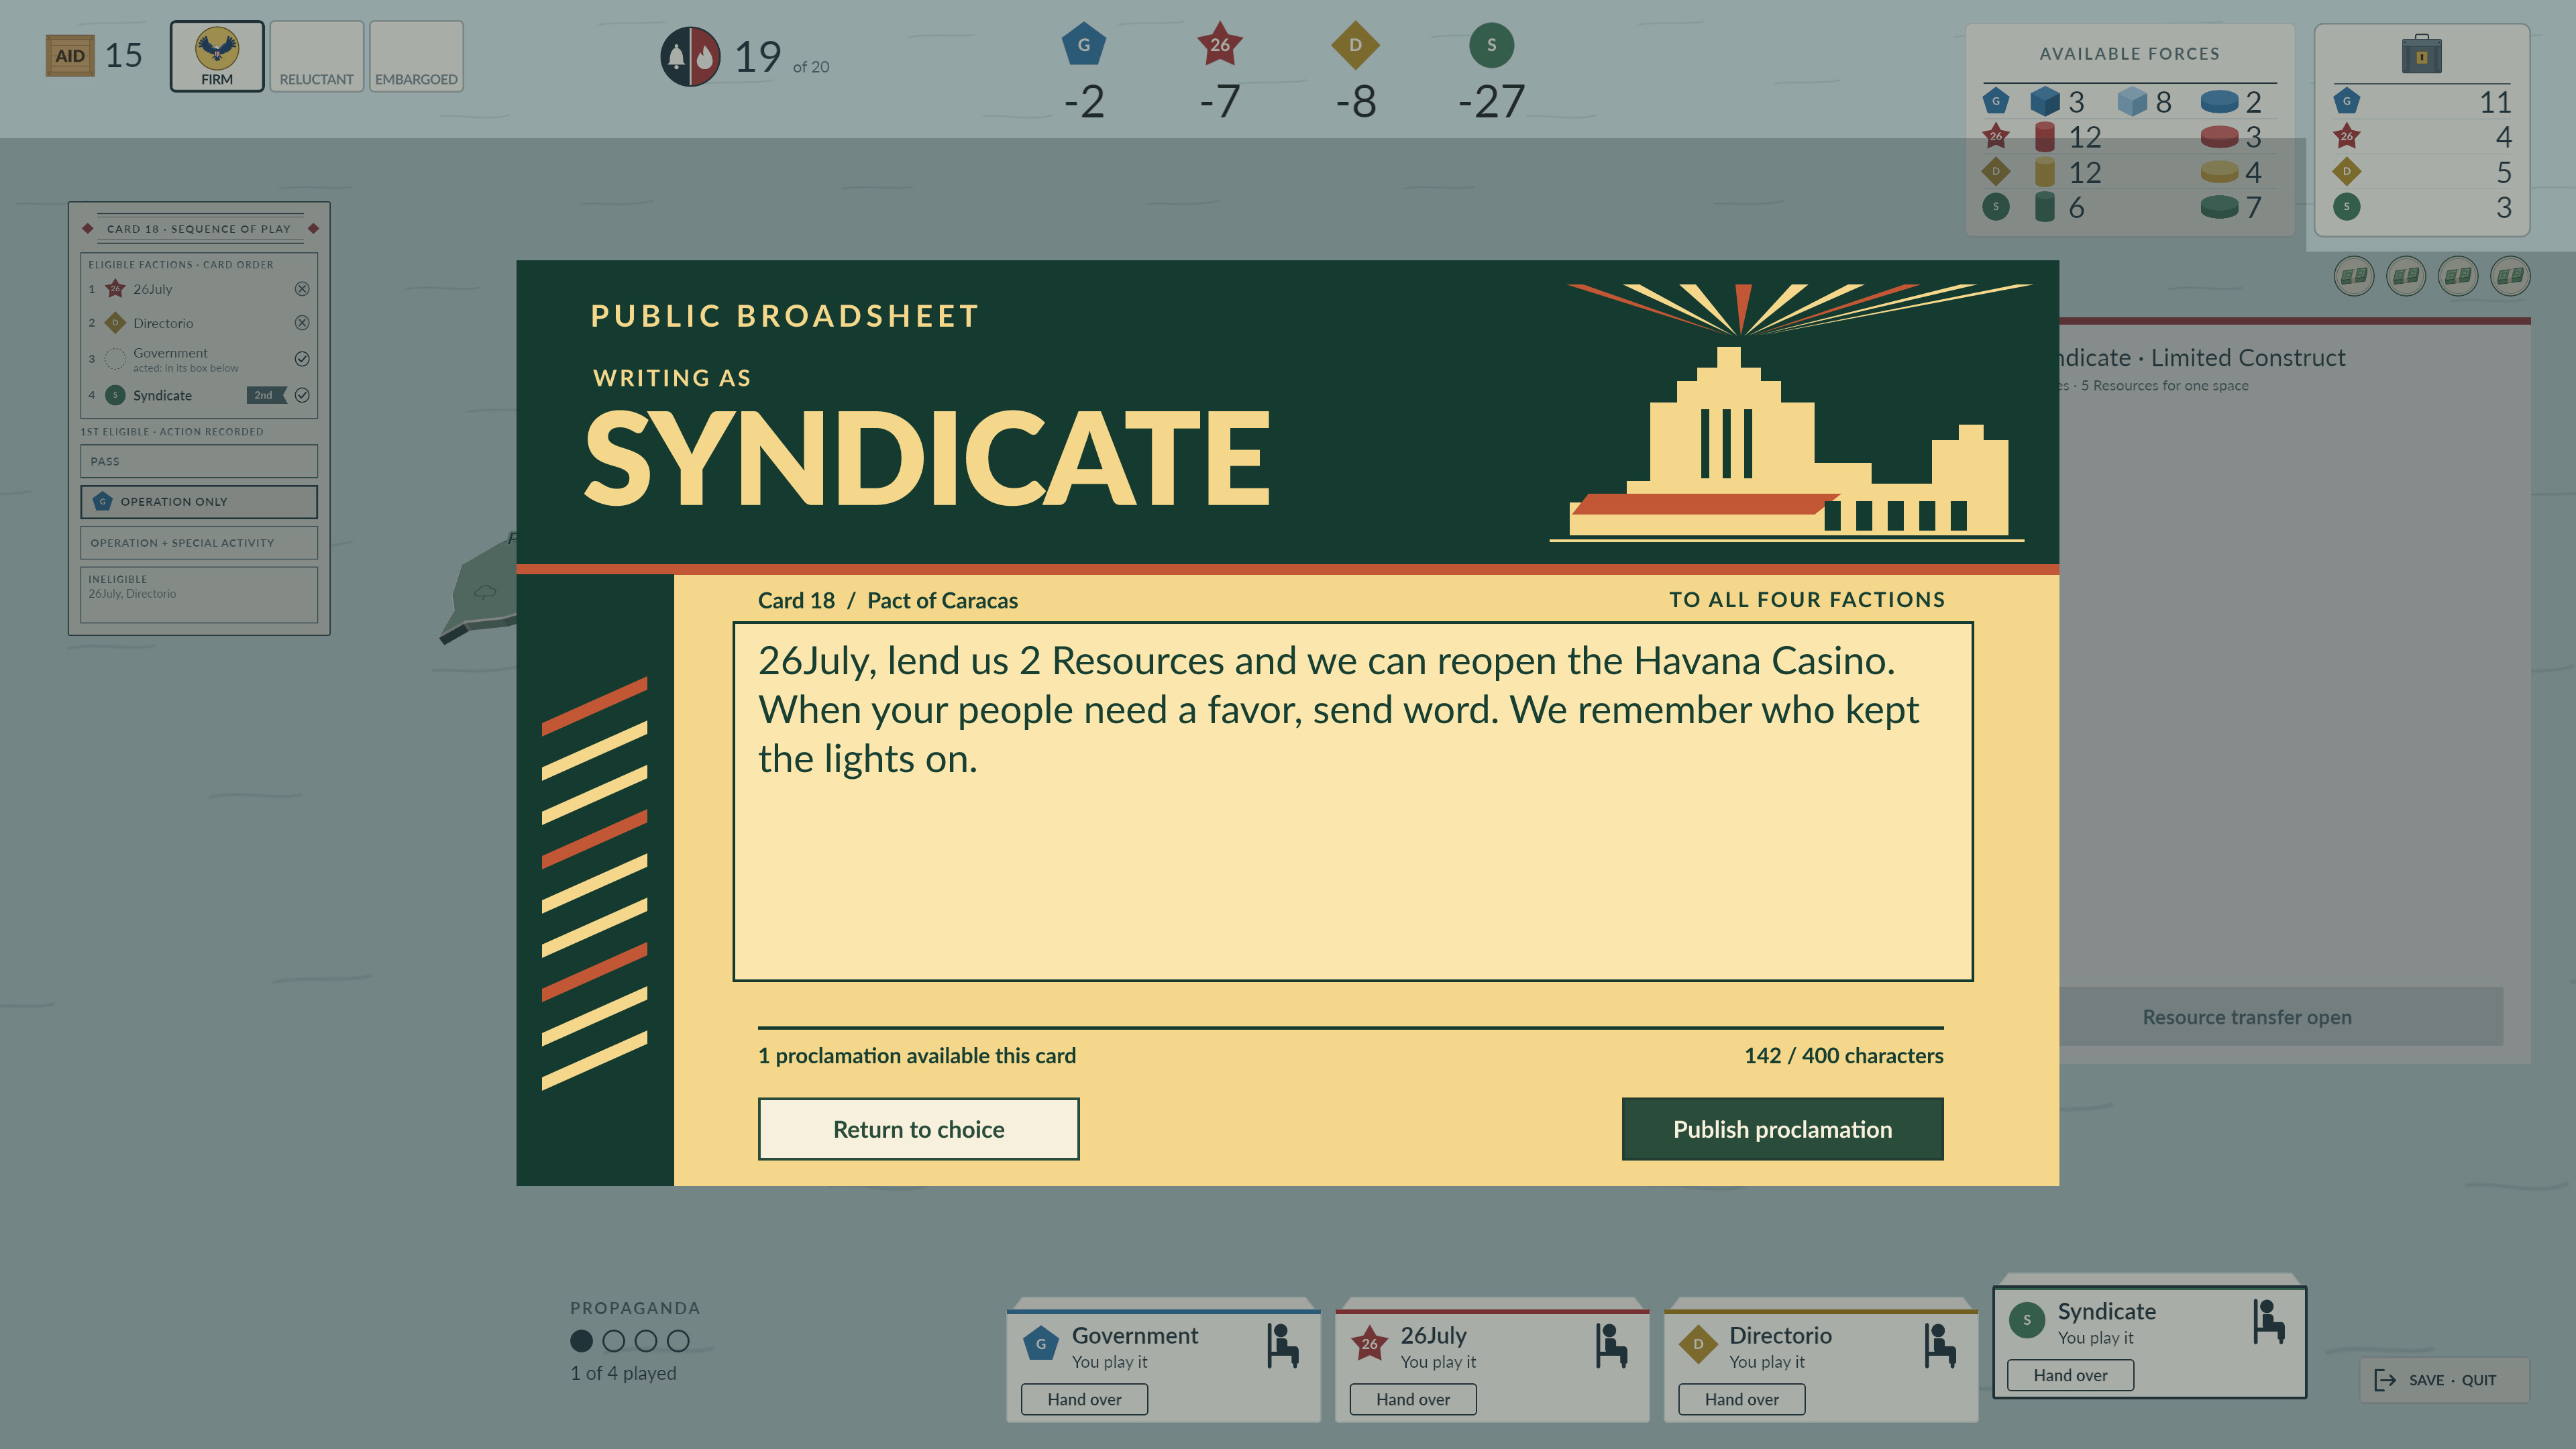 AID 15
FIRM RELUCTANT EMBARGOED
19 of 20
G 26 D S
-2 -7 -8 -27
AVAILABLE FORCES
G 3 8 2
26 12 3
D 12 4
S 6 7
G 11
26 4
D 5
S 3
CARD 18 · SEQUENCE OF PLAY
ELIGIBLE FACTIONS · CARD ORDER
1 26 26July
2 D Directorio
3 Government
acted: in its box below
4 S Syndicate 2nd
1ST ELIGIBLE · ACTION RECORDED
PASS
G OPERATION ONLY
OPERATION + SPECIAL ACTIVITY
INELIGIBLE
26July, Directorio
PUBLIC BROADSHEET
WRITING AS
SYNDICATE
ndicate · Limited Construct
es · 5 Resources for one space
Card 18 / Pact of Caracas
TO ALL FOUR FACTIONS
26July, lend us 2 Resources and we can reopen the Havana Casino.
When your people need a favor, send word. We remember who kept
the lights on.
Resource transfer open
1 proclamation available this card
142 / 400 characters
Return to choice
Publish proclamation
PROPAGANDA
1 of 4 played
G Government
You play it
Hand over
26 26July
You play it
Hand over
D Directorio
You play it
Hand over
S Syndicate
You play it
Hand over
SAVE · QUIT